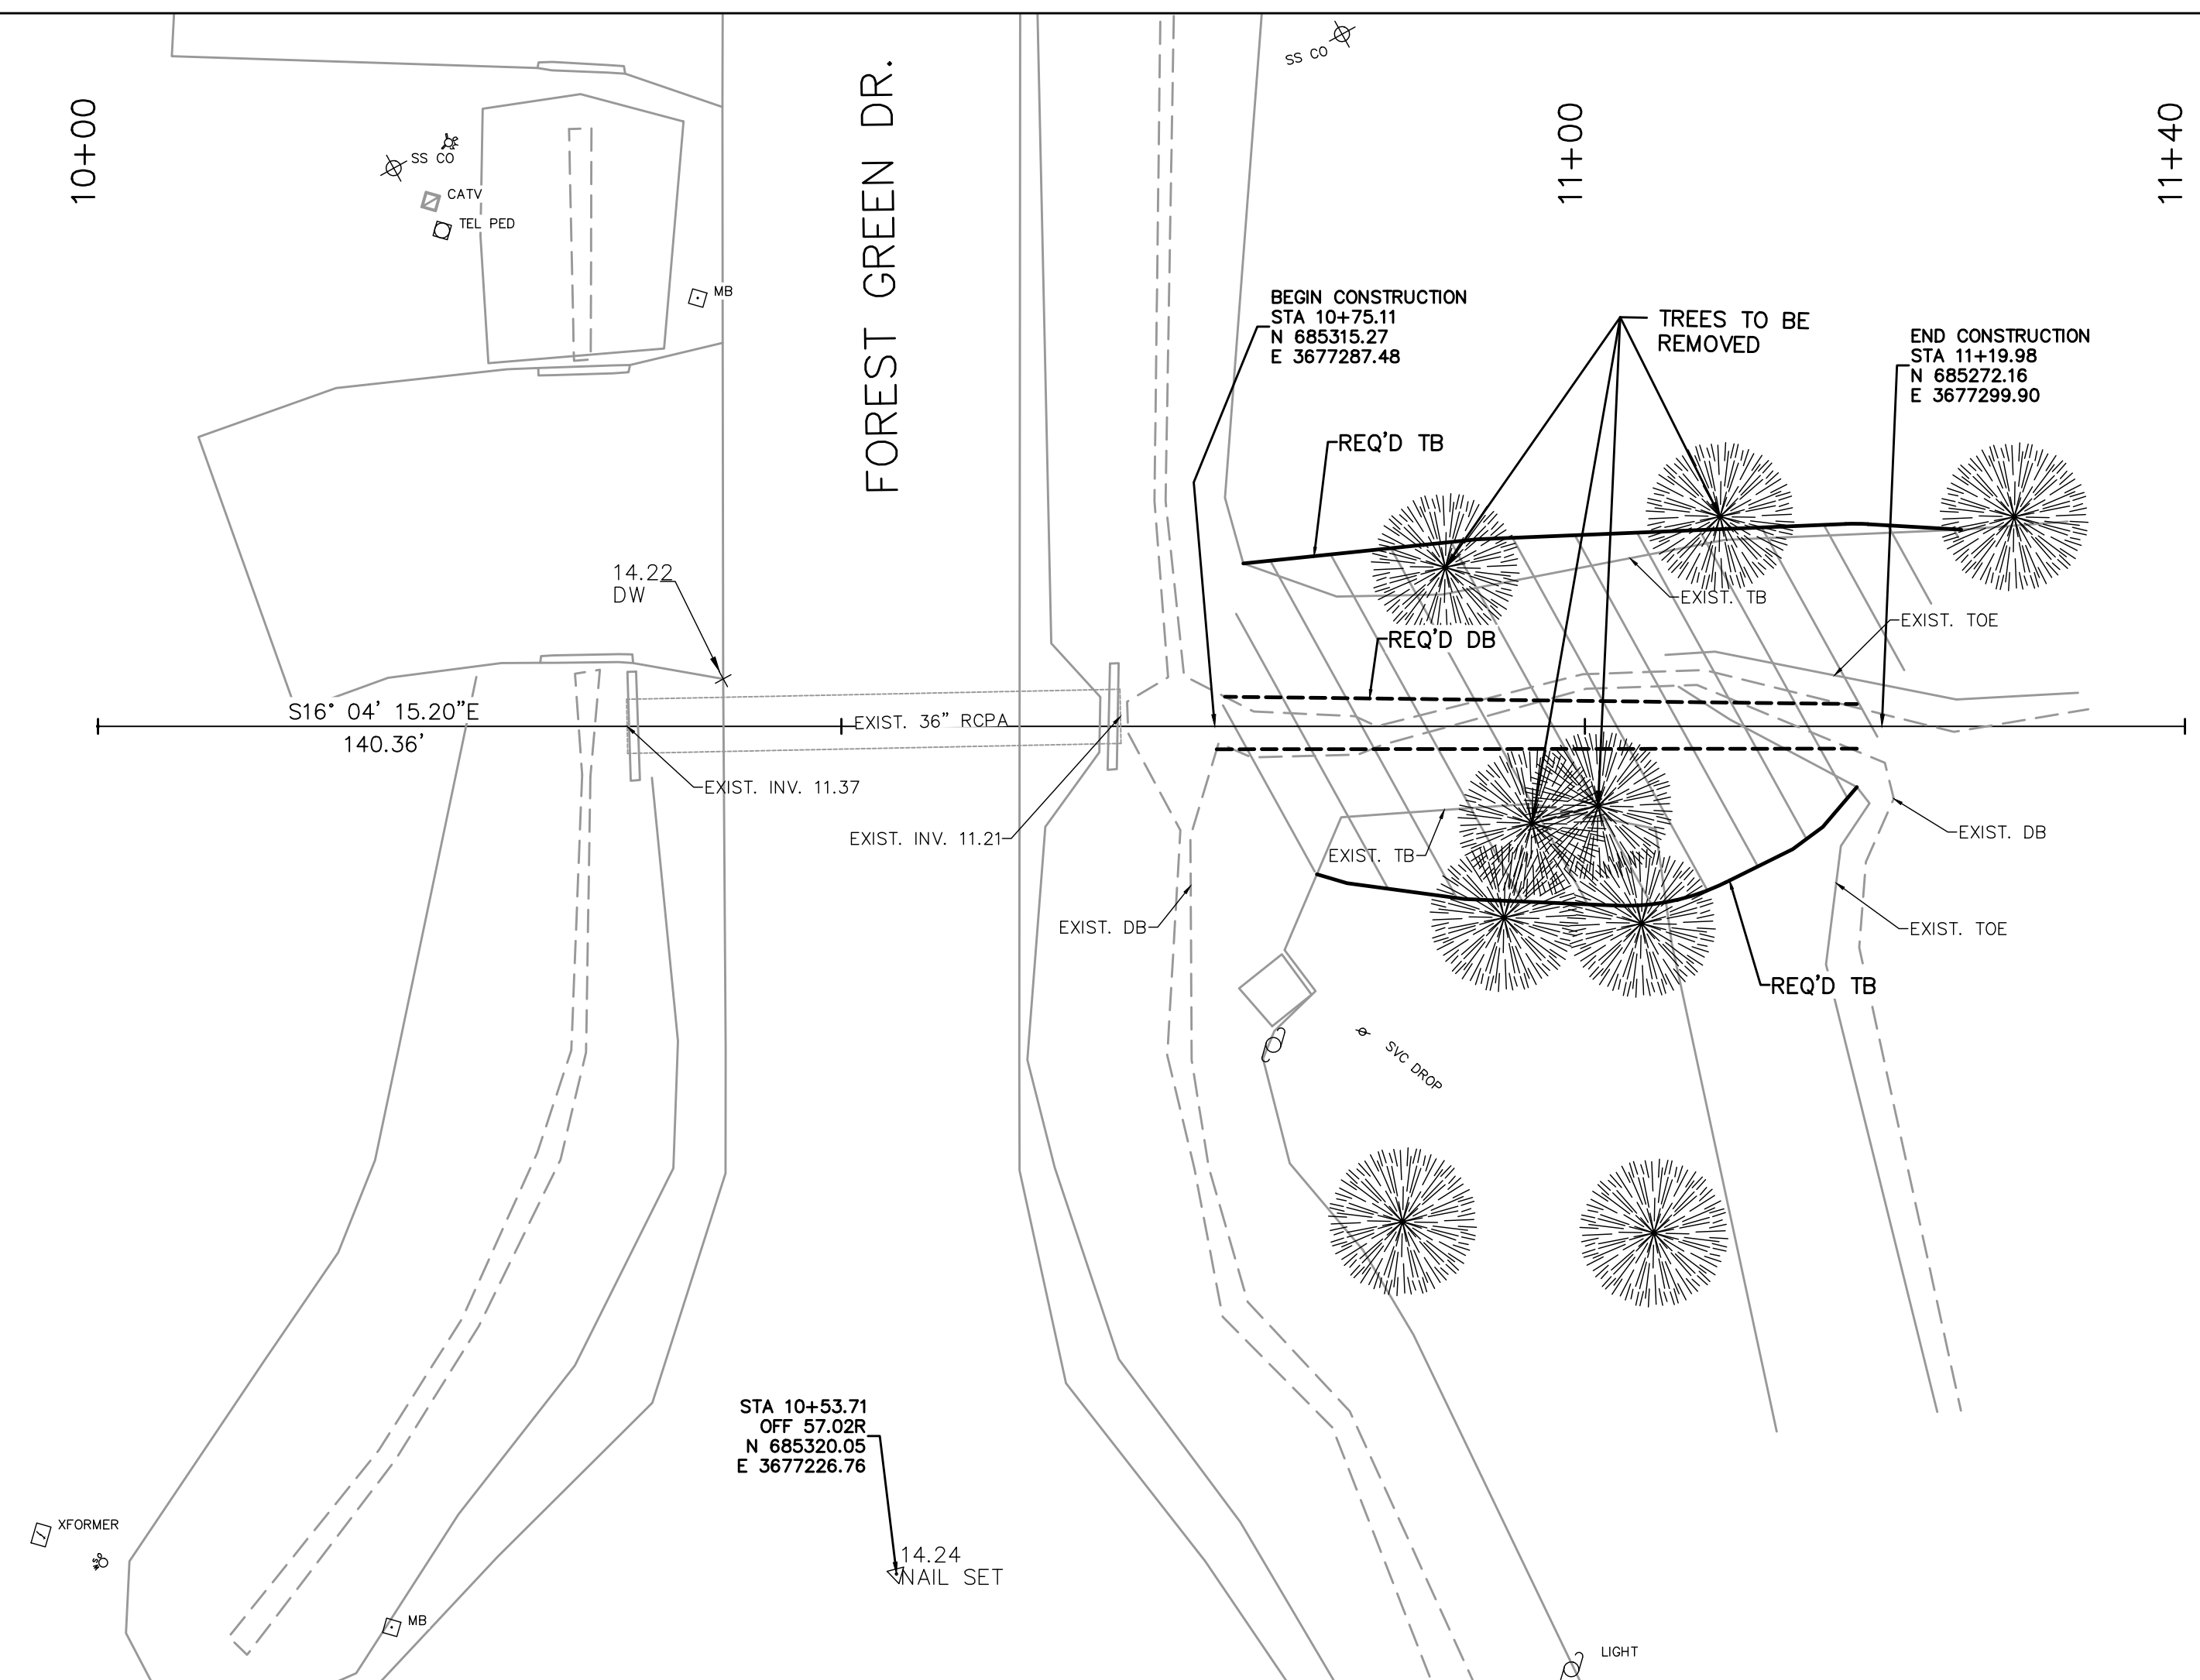 SS CO
10+00
FOREST GREEN DR.
11+00
11+40
SS CO
CATV
TEL PED
MB
BEGIN CONSTRUCTION
STA 10+75.11
N 685315.27
E 3677287.48
TREES TO BE
REMOVED
END CONSTRUCTION
STA 11+19.98
N 685272.16
E 3677299.90
REQ'D TB
14.22
DW
EXIST. TB
EXIST. TOE
REQ'D DB
S16° 04' 15.20"E
140.36'
EXIST. 36" RCPA
EXIST. INV. 11.37
EXIST. INV. 11.21
EXIST. TB
EXIST. DB
EXIST. DB
EXIST. TOE
REQ'D TB
SVC DROP
STA 10+53.71
OFF 57.02R
N 685320.05
E 3677226.76
XFORMER
14.24
NAIL SET
MB
LIGHT